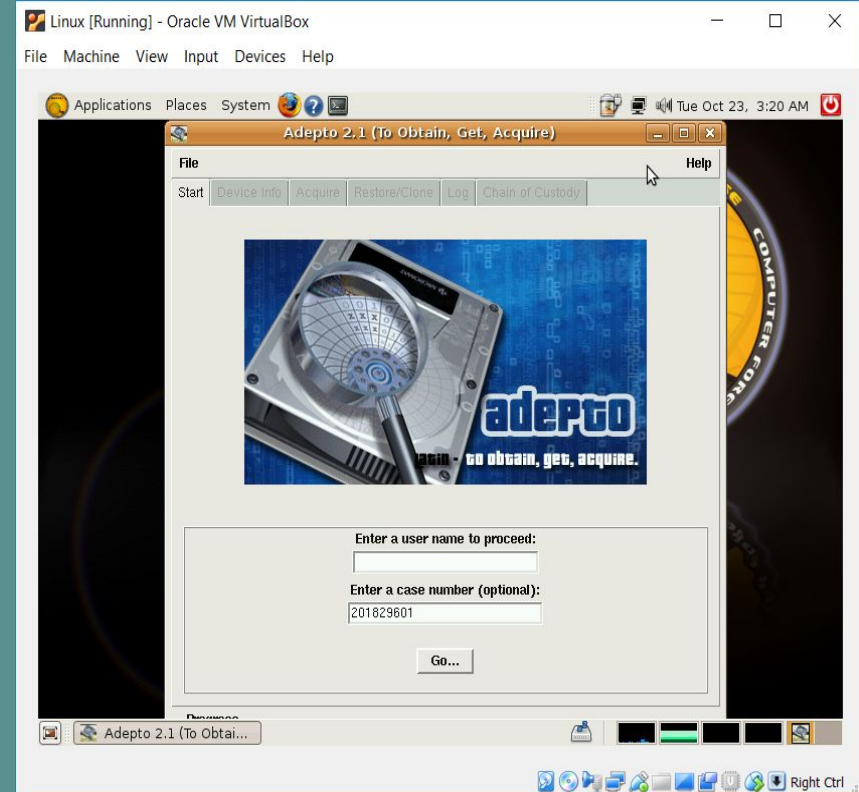 Linux [Running] - Oracle VM VirtualBox
File Machine View Input Devices Help
Applications Places System Tue Oct 23, 3:20 AM
Adepto 2.1 (To Obtain, Get, Acquire)
File Help
Start Device Info Acquire Restore/Clone Log Chain of Custody
adepto
latin - to obtain, get, acquire.
COMPUTER FORE
Enter a user name to proceed:
Enter a case number (optional):
201829601
Go...
Adepto 2.1 (To Obtai...
Right Ctrl